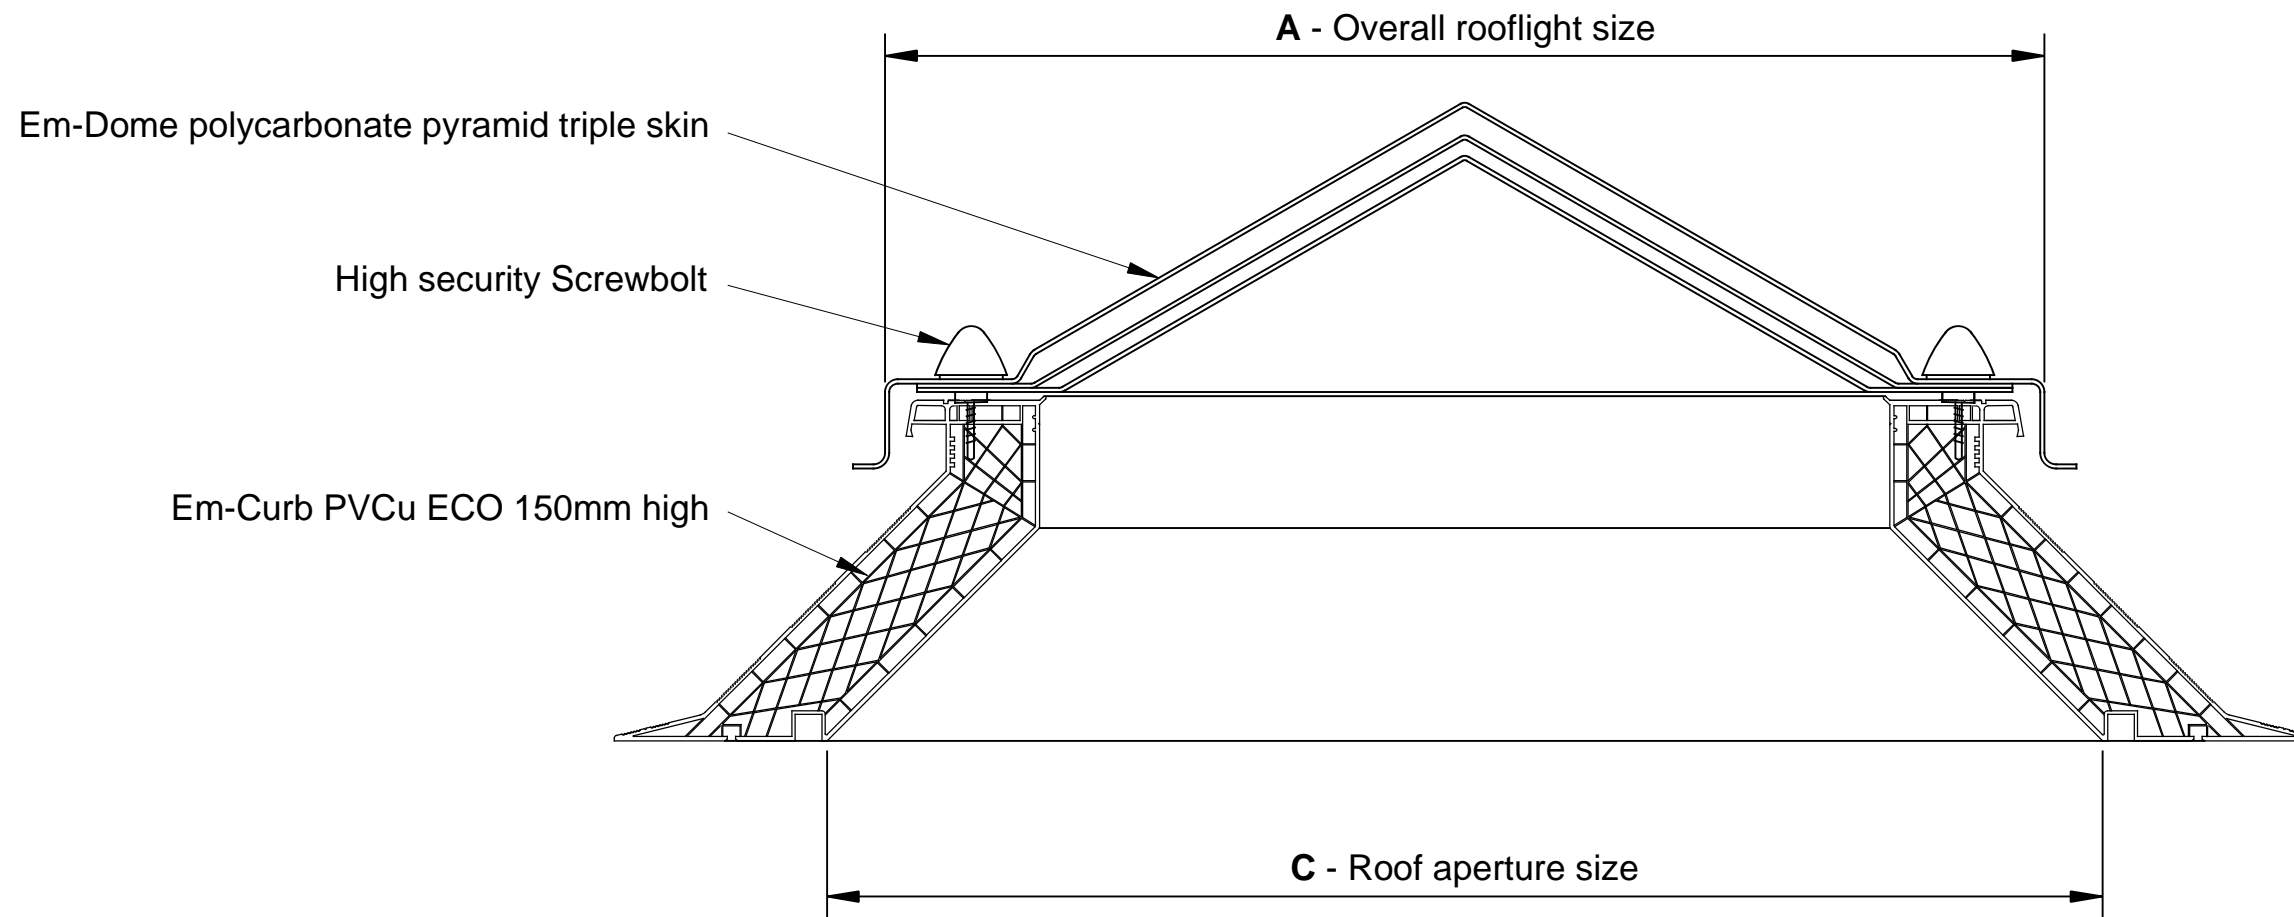 A - Overall rooflight size
Em-Dome polycarbonate pyramid triple skin
High security Screwbolt
Em-Curb PVCu ECO 150mm high
C - Roof aperture size